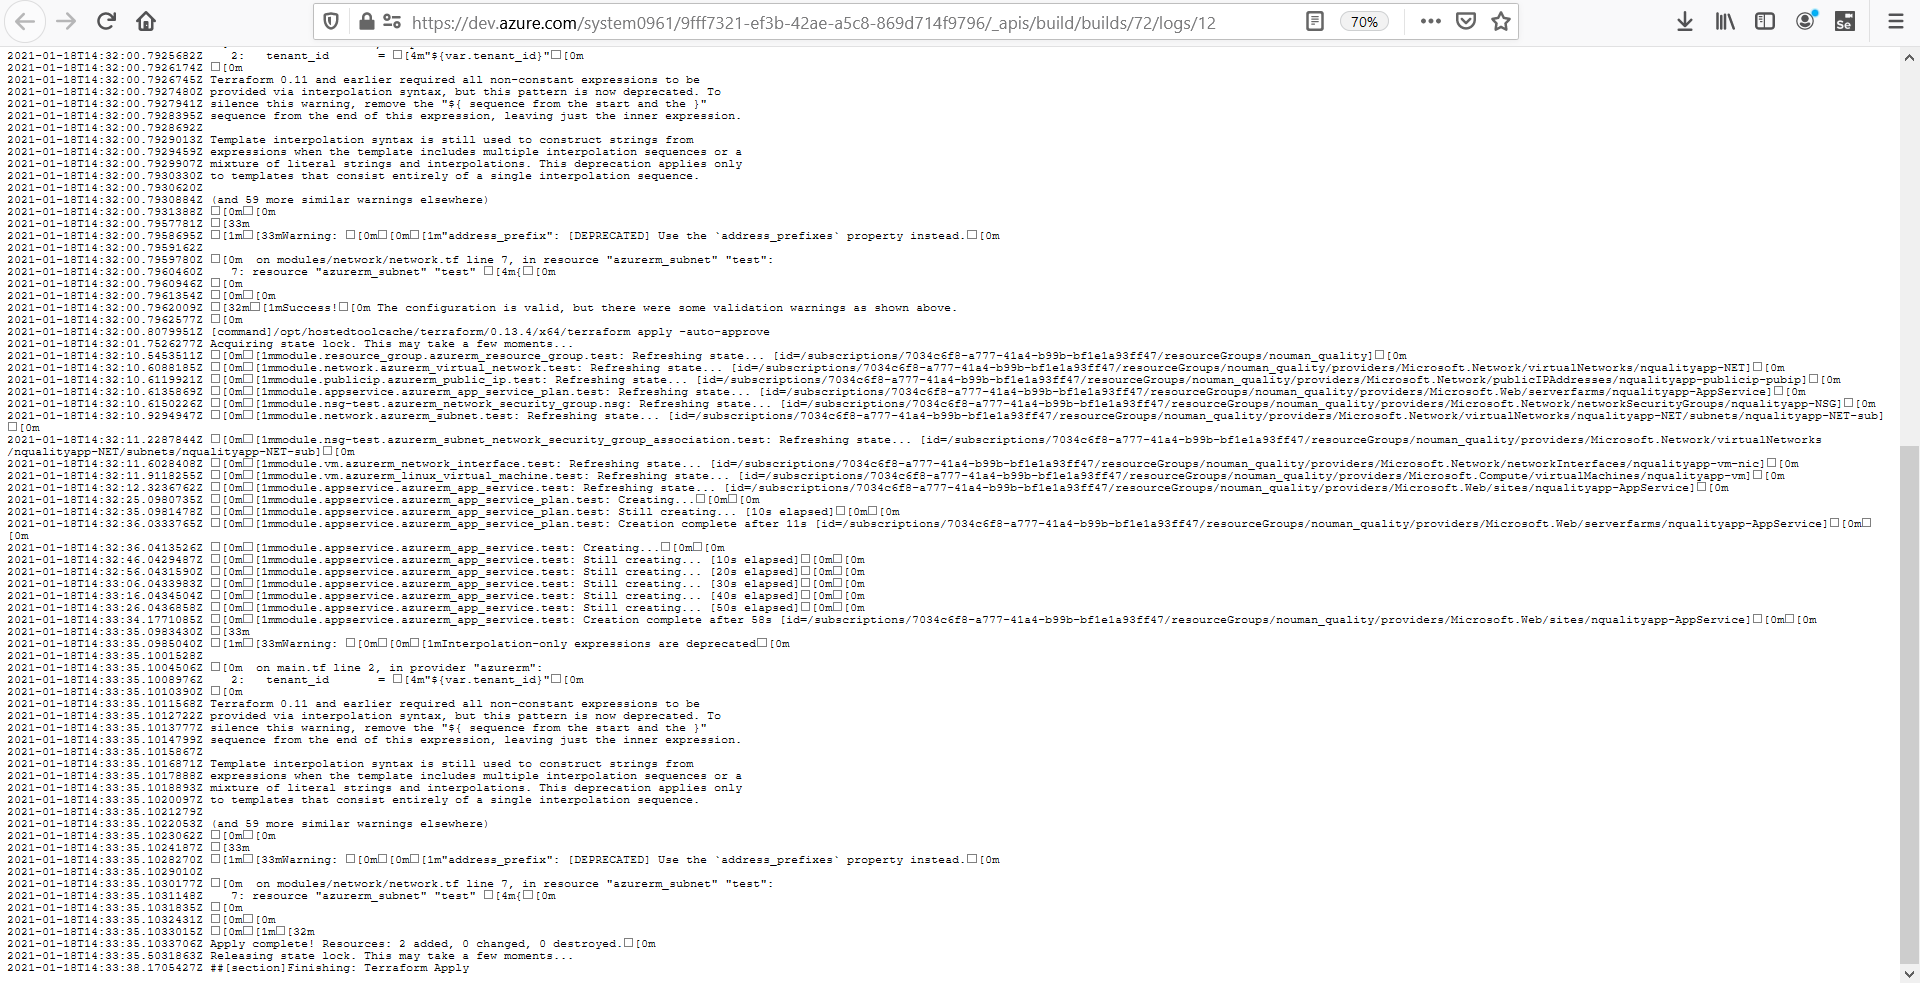 https://dev.azure.com/system0961/9fff7321-ef3b-42ae-a5c8-869d714f9796/_apis/build/builds/72/logs/12
70%
2021-01-18T14:32:00.7925682Z   2:   tenant_id       = □[4m"${var.tenant_id}"□[0m
2021-01-18T14:32:00.7926174Z □[0m
2021-01-18T14:32:00.7926745Z Terraform 0.11 and earlier required all non-constant expressions to be
2021-01-18T14:32:00.7927480Z provided via interpolation syntax, but this pattern is now deprecated. To
2021-01-18T14:32:00.7927941Z silence this warning, remove the "${ sequence from the start and the }"
2021-01-18T14:32:00.7928395Z sequence from the end of this expression, leaving just the inner expression.
2021-01-18T14:32:00.7928692Z
2021-01-18T14:32:00.7929013Z Template interpolation syntax is still used to construct strings from
2021-01-18T14:32:00.7929459Z expressions when the template includes multiple interpolation sequences or a
2021-01-18T14:32:00.7929907Z mixture of literal strings and interpolations. This deprecation applies only
2021-01-18T14:32:00.7930330Z to templates that consist entirely of a single interpolation sequence.
2021-01-18T14:32:00.7930620Z
2021-01-18T14:32:00.7930884Z (and 59 more similar warnings elsewhere)
2021-01-18T14:32:00.7931388Z □[0m□[0m
2021-01-18T14:32:00.7957781Z □[33m
2021-01-18T14:32:00.7958695Z □[1m□[33mWarning: □[0m□[0m□[1m"address_prefix": [DEPRECATED] Use the `address_prefixes` property instead.□[0m
2021-01-18T14:32:00.7959162Z
2021-01-18T14:32:00.7959780Z □[0m  on modules/network/network.tf line 7, in resource "azurerm_subnet" "test":
2021-01-18T14:32:00.7960460Z    7: resource "azurerm_subnet" "test" □[4m{□[0m
2021-01-18T14:32:00.7960946Z □[0m
2021-01-18T14:32:00.7961354Z □[0m□[0m
2021-01-18T14:32:00.7962009Z □[32m□[1mSuccess!□[0m The configuration is valid, but there were some validation warnings as shown above.
2021-01-18T14:32:00.7962577Z □[0m
2021-01-18T14:32:00.8079951Z [command]/opt/hostedtoolcache/terraform/0.13.4/x64/terraform apply -auto-approve
2021-01-18T14:32:01.7526277Z Acquiring state lock. This may take a few moments...
2021-01-18T14:32:10.5453511Z □[0m□[1mmodule.resource_group.azurerm_resource_group.test: Refreshing state... [id=/subscriptions/7034c6f8-a777-41a4-b99b-bf1e1a93ff47/resourceGroups/nouman_quality]□[0m
2021-01-18T14:32:10.6088185Z □[0m□[1mmodule.network.azurerm_virtual_network.test: Refreshing state... [id=/subscriptions/7034c6f8-a777-41a4-b99b-bf1e1a93ff47/resourceGroups/nouman_quality/providers/Microsoft.Network/virtualNetworks/nqualityapp-NET]□[0m
2021-01-18T14:32:10.6119921Z □[0m□[1mmodule.publicip.azurerm_public_ip.test: Refreshing state... [id=/subscriptions/7034c6f8-a777-41a4-b99b-bf1e1a93ff47/resourceGroups/nouman_quality/providers/Microsoft.Network/publicIPAddresses/nqualityapp-publicip-pubip]□[0m
2021-01-18T14:32:10.6135869Z □[0m□[1mmodule.appservice.azurerm_app_service_plan.test: Refreshing state... [id=/subscriptions/7034c6f8-a777-41a4-b99b-bf1e1a93ff47/resourceGroups/nouman_quality/providers/Microsoft.Web/serverfarms/nqualityapp-AppService]□[0m
2021-01-18T14:32:10.6150226Z □[0m□[1mmodule.nsg-test.azurerm_network_security_group.nsg: Refreshing state... [id=/subscriptions/7034c6f8-a777-41a4-b99b-bf1e1a93ff47/resourceGroups/nouman_quality/providers/Microsoft.Network/networkSecurityGroups/nqualityapp-NSG]□[0m
2021-01-18T14:32:10.9294947Z □[0m□[1mmodule.network.azurerm_subnet.test: Refreshing state... [id=/subscriptions/7034c6f8-a777-41a4-b99b-bf1e1a93ff47/resourceGroups/nouman_quality/providers/Microsoft.Network/virtualNetworks/nqualityapp-NET/subnets/nqualityapp-NET-sub]
□[0m
2021-01-18T14:32:11.2287844Z □[0m□[1mmodule.nsg-test.azurerm_subnet_network_security_group_association.test: Refreshing state... [id=/subscriptions/7034c6f8-a777-41a4-b99b-bf1e1a93ff47/resourceGroups/nouman_quality/providers/Microsoft.Network/virtualNetworks
/nqualityapp-NET/subnets/nqualityapp-NET-sub]□[0m
2021-01-18T14:32:11.6028408Z □[0m□[1mmodule.vm.azurerm_network_interface.test: Refreshing state... [id=/subscriptions/7034c6f8-a777-41a4-b99b-bf1e1a93ff47/resourceGroups/nouman_quality/providers/Microsoft.Network/networkInterfaces/nqualityapp-vm-nic]□[0m
2021-01-18T14:32:11.9118255Z □[0m□[1mmodule.vm.azurerm_linux_virtual_machine.test: Refreshing state... [id=/subscriptions/7034c6f8-a777-41a4-b99b-bf1e1a93ff47/resourceGroups/nouman_quality/providers/Microsoft.Compute/virtualMachines/nqualityapp-vm]□[0m
2021-01-18T14:32:12.3236762Z □[0m□[1mmodule.appservice.azurerm_app_service.test: Refreshing state... [id=/subscriptions/7034c6f8-a777-41a4-b99b-bf1e1a93ff47/resourceGroups/nouman_quality/providers/Microsoft.Web/sites/nqualityapp-AppService]□[0m
2021-01-18T14:32:25.0980735Z □[0m□[1mmodule.appservice.azurerm_app_service_plan.test: Creating...□[0m□[0m
2021-01-18T14:32:35.0981478Z □[0m□[1mmodule.appservice.azurerm_app_service_plan.test: Still creating... [10s elapsed]□[0m□[0m
2021-01-18T14:32:36.0333765Z □[0m□[1mmodule.appservice.azurerm_app_service_plan.test: Creation complete after 11s [id=/subscriptions/7034c6f8-a777-41a4-b99b-bf1e1a93ff47/resourceGroups/nouman_quality/providers/Microsoft.Web/serverfarms/nqualityapp-AppService]□[0m□
[0m
2021-01-18T14:32:36.0413526Z □[0m□[1mmodule.appservice.azurerm_app_service.test: Creating...□[0m□[0m
2021-01-18T14:32:46.0429487Z □[0m□[1mmodule.appservice.azurerm_app_service.test: Still creating... [10s elapsed]□[0m□[0m
2021-01-18T14:32:56.0431590Z □[0m□[1mmodule.appservice.azurerm_app_service.test: Still creating... [20s elapsed]□[0m□[0m
2021-01-18T14:33:06.0433983Z □[0m□[1mmodule.appservice.azurerm_app_service.test: Still creating... [30s elapsed]□[0m□[0m
2021-01-18T14:33:16.0434504Z □[0m□[1mmodule.appservice.azurerm_app_service.test: Still creating... [40s elapsed]□[0m□[0m
2021-01-18T14:33:26.0436858Z □[0m□[1mmodule.appservice.azurerm_app_service.test: Still creating... [50s elapsed]□[0m□[0m
2021-01-18T14:33:34.1771085Z □[0m□[1mmodule.appservice.azurerm_app_service.test: Creation complete after 58s [id=/subscriptions/7034c6f8-a777-41a4-b99b-bf1e1a93ff47/resourceGroups/nouman_quality/providers/Microsoft.Web/sites/nqualityapp-AppService]□[0m□[0m
2021-01-18T14:33:35.0983430Z □[33m
2021-01-18T14:33:35.0985040Z □[1m□[33mWarning: □[0m□[0m□[1mInterpolation-only expressions are deprecated□[0m
2021-01-18T14:33:35.1001528Z
2021-01-18T14:33:35.1004506Z □[0m  on main.tf line 2, in provider "azurerm":
2021-01-18T14:33:35.1008976Z    2:   tenant_id       = □[4m"${var.tenant_id}"□[0m
2021-01-18T14:33:35.1010390Z □[0m
2021-01-18T14:33:35.1011568Z Terraform 0.11 and earlier required all non-constant expressions to be
2021-01-18T14:33:35.1012722Z provided via interpolation syntax, but this pattern is now deprecated. To
2021-01-18T14:33:35.1013777Z silence this warning, remove the "${ sequence from the start and the }"
2021-01-18T14:33:35.1014799Z sequence from the end of this expression, leaving just the inner expression.
2021-01-18T14:33:35.1015867Z
2021-01-18T14:33:35.1016871Z Template interpolation syntax is still used to construct strings from
2021-01-18T14:33:35.1017888Z expressions when the template includes multiple interpolation sequences or a
2021-01-18T14:33:35.1018893Z mixture of literal strings and interpolations. This deprecation applies only
2021-01-18T14:33:35.1020097Z to templates that consist entirely of a single interpolation sequence.
2021-01-18T14:33:35.1021279Z
2021-01-18T14:33:35.1022053Z (and 59 more similar warnings elsewhere)
2021-01-18T14:33:35.1023062Z □[0m□[0m
2021-01-18T14:33:35.1024187Z □[33m
2021-01-18T14:33:35.1028270Z □[1m□[33mWarning: □[0m□[0m□[1m"address_prefix": [DEPRECATED] Use the `address_prefixes` property instead.□[0m
2021-01-18T14:33:35.1029010Z
2021-01-18T14:33:35.1030177Z □[0m  on modules/network/network.tf line 7, in resource "azurerm_subnet" "test":
2021-01-18T14:33:35.1031148Z    7: resource "azurerm_subnet" "test" □[4m{□[0m
2021-01-18T14:33:35.1031835Z □[0m
2021-01-18T14:33:35.1032431Z □[0m□[0m
2021-01-18T14:33:35.1033015Z □[0m□[1m□[32m
2021-01-18T14:33:35.1033706Z Apply complete! Resources: 2 added, 0 changed, 0 destroyed.□[0m
2021-01-18T14:33:35.5031863Z Releasing state lock. This may take a few moments...
2021-01-18T14:33:38.1705427Z ##[section]Finishing: Terraform Apply